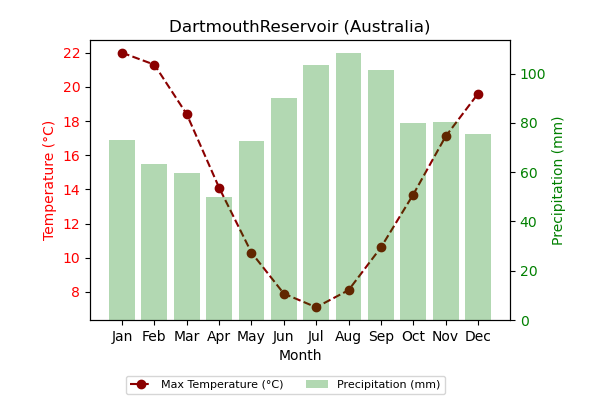 DartmouthReservoir (Australia)
22
20
18
16
14
12
10
8
Temperature (°C)
100
80
60
40
20
0
Precipitation (mm)
Jan Feb Mar Apr May Jun Jul Aug Sep Oct Nov Dec
Month
Max Temperature (°C) Precipitation (mm)